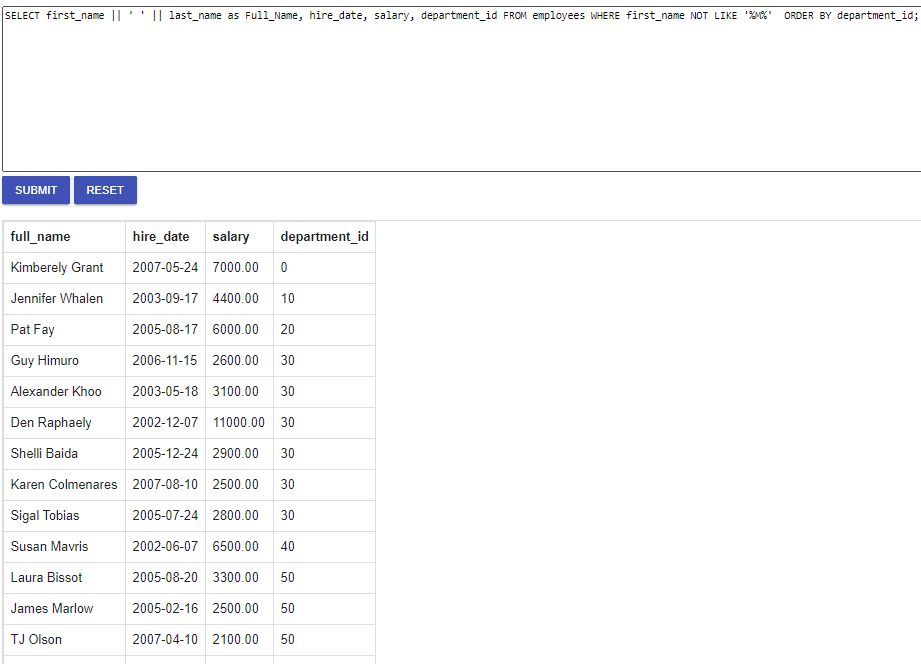 SELECT first_name || ' ' || last_name as Full_Name, hire_date, salary, department_id FROM employees WHERE first_name NOT LIKE '%M%'  ORDER BY department_id;
SUBMIT RESET
full_name hire_date salary department_id
Kimberely Grant 2007-05-24 7000.00 0
Jennifer Whalen 2003-09-17 4400.00 10
Pat Fay 2005-08-17 6000.00 20
Guy Himuro 2006-11-15 2600.00 30
Alexander Khoo 2003-05-18 3100.00 30
Den Raphaely 2002-12-07 11000.00 30
Shelli Baida 2005-12-24 2900.00 30
Karen Colmenares 2007-08-10 2500.00 30
Sigal Tobias 2005-07-24 2800.00 30
Susan Mavris 2002-06-07 6500.00 40
Laura Bissot 2005-08-20 3300.00 50
James Marlow 2005-02-16 2500.00 50
TJ Olson 2007-04-10 2100.00 50